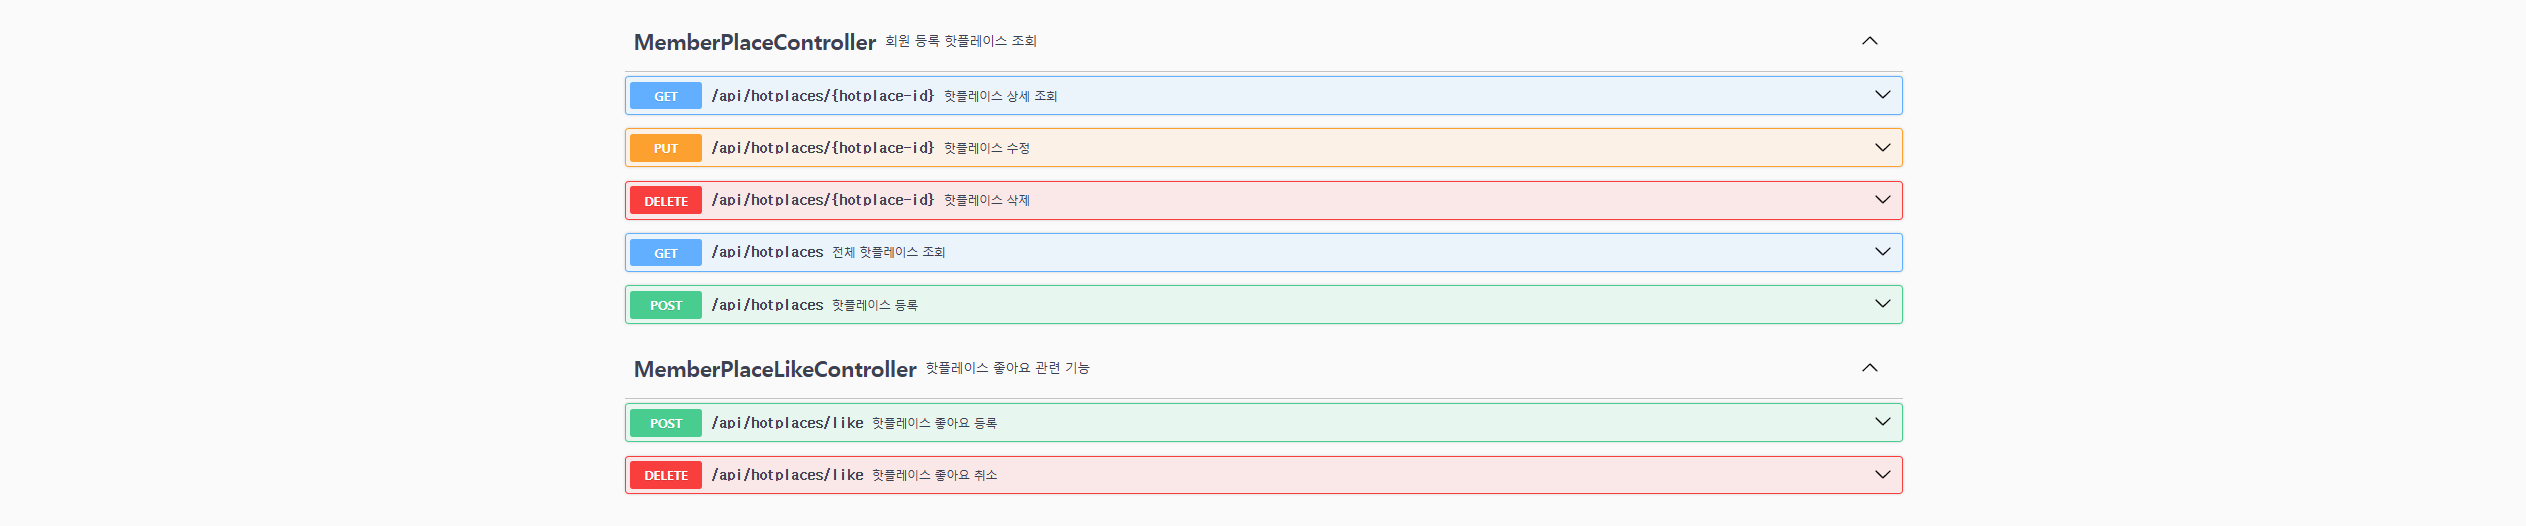 MemberPlaceController 회원 등록 핫플레이스 조회
GET /api/hotplaces/{hotplace-id} 핫플레이스 상세 조회
PUT /api/hotplaces/{hotplace-id} 핫플레이스 수정
DELETE /api/hotplaces/{hotplace-id} 핫플레이스 삭제
GET /api/hotplaces 전체 핫플레이스 조회
POST /api/hotplaces 핫플레이스 등록
MemberPlaceLikeController 핫플레이스 좋아요 관련 기능
POST /api/hotplaces/like 핫플레이스 좋아요 등록
DELETE /api/hotplaces/like 핫플레이스 좋아요 취소